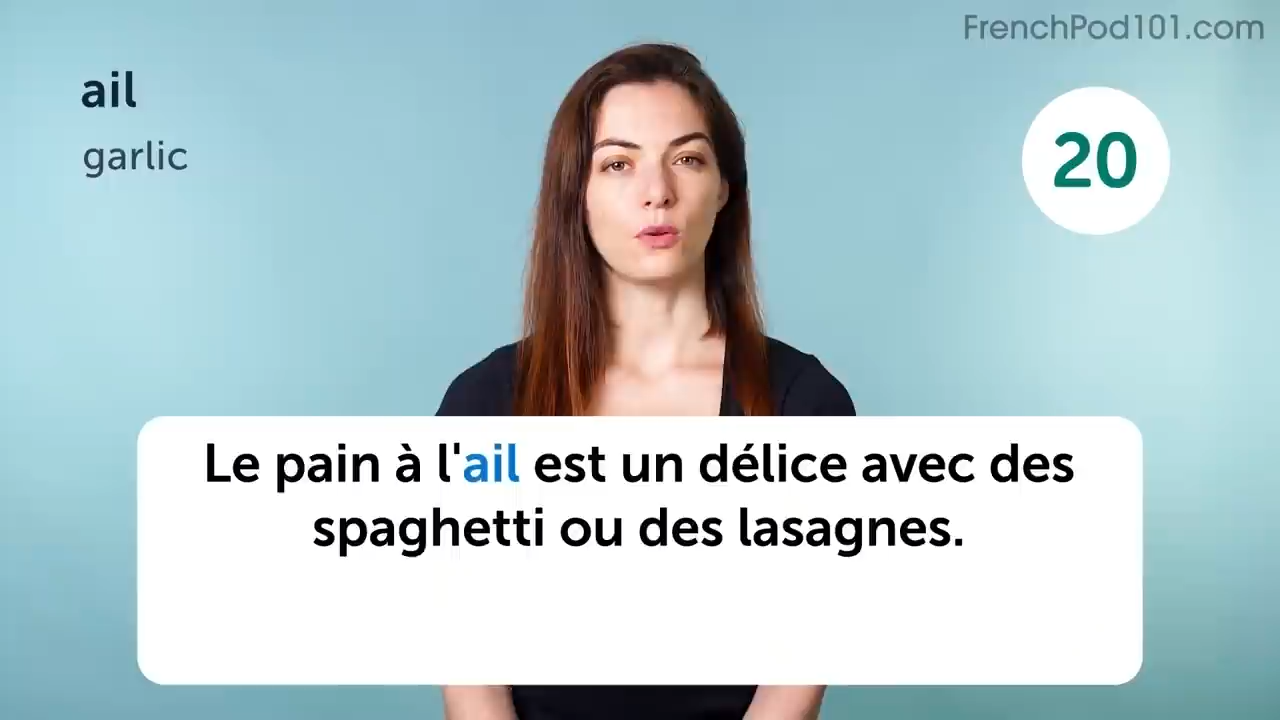 FrenchPod101.com
ail
garlic
20
Le pain à l'ail est un délice avec des
spaghetti ou des lasagnes.